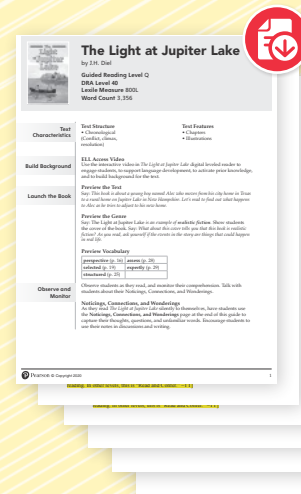 The Light at Jupiter Lake
by J.H. Diel
Guided Reading Level Q
DRA Level 40
Lexile Measure 800L
Word Count 3,356
Text Characteristics
Text Structure
• Chronological
(Conflict, climax,
resolution)
Text Features
• Chapters
• Illustrations
Build Background
ELL Access Video
Use the interactive video in The Light at Jupiter Lake digital leveled reader to
engage students, to support language development, to activate prior knowledge,
and to build background for the text.
Launch the Book
Preview the Text
Say: This book is about a young boy named Alec who moves from his city home in Texas
to a rural home on Jupiter Lake in New York. Let's read to find out what happens
to Alec as he tries to adjust to his new home.
Preview the Genre
Say: The Light at Jupiter Lake is an example of realistic fiction. Show students
the cover of the book. Say: What about this cover tells you that this book is realistic
fiction? As you read, ask yourself if the events in the story are things that could happen
in real life.
Preview Vocabulary
perspective (p. 16) access (p. 28)
selected (p. 19) expertly (p. 29)
structured (p. 25)
Observe and Monitor
Observe students as they read, and monitor their comprehension. Talk with
students about their Noticings, Connections, and Wonderings.
Noticings, Connections, and Wonderings
As they read The Light at Jupiter Lake silently to themselves, have students use
the Noticings, Connections, and Wonderings page at the end of this guide to
capture their thoughts, questions, and unfamiliar words. Encourage students to
use their notes in discussions and writing.
Pearson © Copyright 2020
1